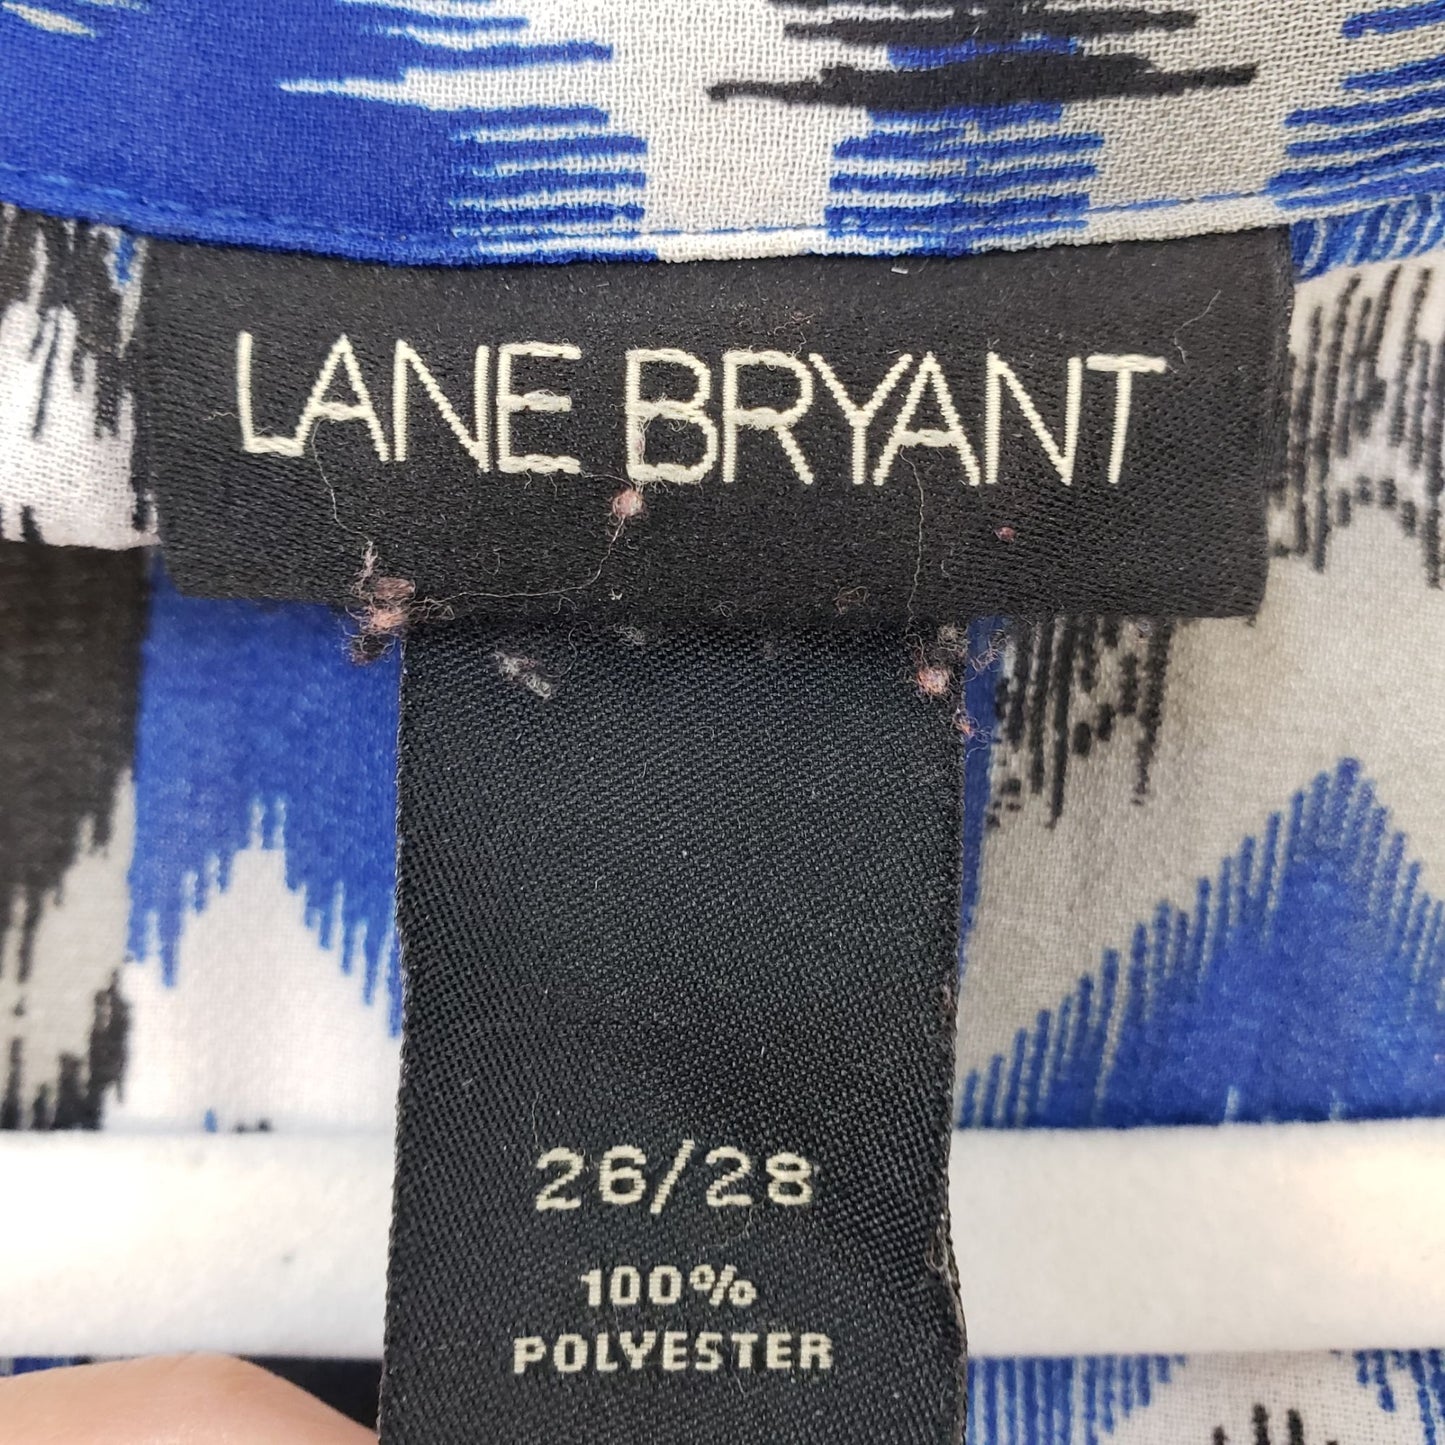 LANE BRYANT
26/28
100%
POLYESTER